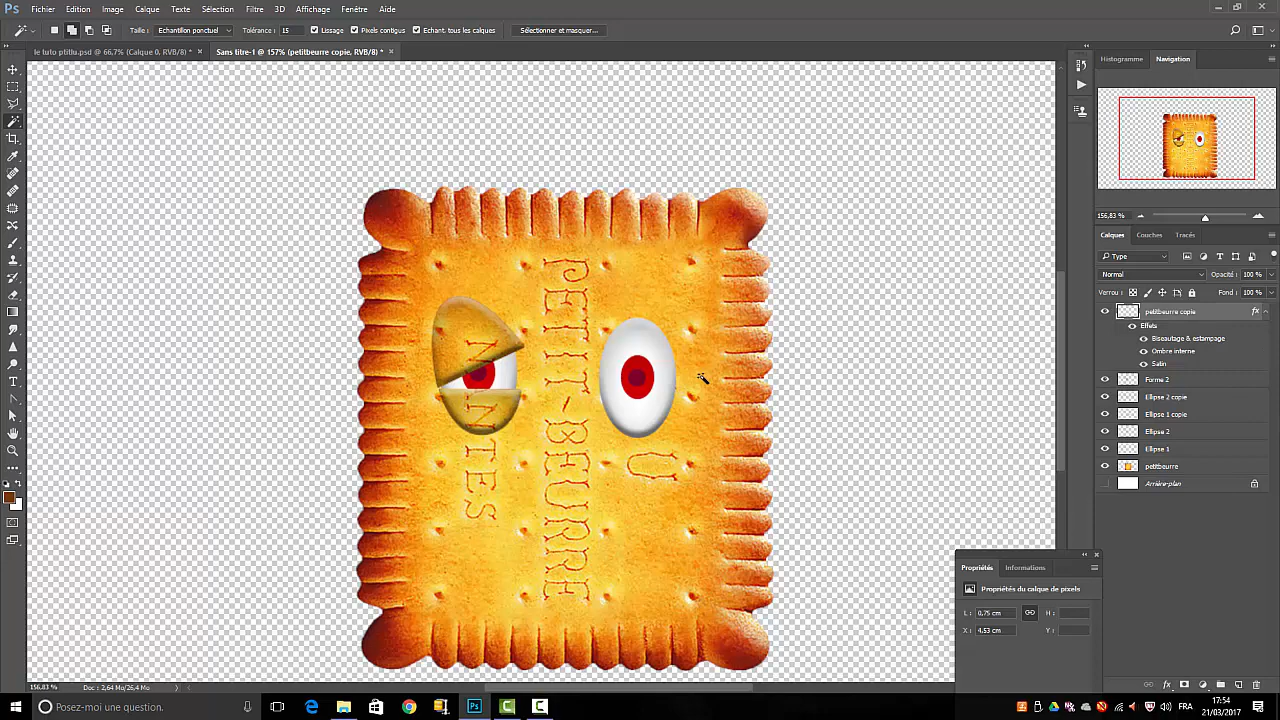 Ps Fichier Edition Image Calque Texte Sélection Filtre 3D Affichage Fenêtre Aide
Taille : Echantillon ponctuel Tolérance : 15 Lissage Pixels contigus Echant. tous les calques Sélectionner et masquer...
le tuto ptitlu.psd @ 66,7% (Calque 0, RVB/8) * × Sans titre-1 @ 157% (petitbeurre copie, RVB/8) * ×
Histogramme Navigation
156,83 %
Calques Couches Tracés
Type
Normal Opacité : 100 %
Verrou : Fond : 100 %
petitbeurre copie fx
Effets
Biseautage & estampage
Ombre interne
Satin
Forme 2
Ellipse 2 copie
Ellipse 1 copie
Ellipse 2
Ellipse 1
petitbeurre
Arrière-plan
PETIT-BEURRE
NANTES
U
Propriétés Informations
Propriétés du calque de pixels
L : 0,75 cm H :
X : 4,53 cm Y :
156,83 % Doc : 2,64 Mo/26,4 Mo
Posez-moi une question.
Ps
FRA
17:54
21/03/2017